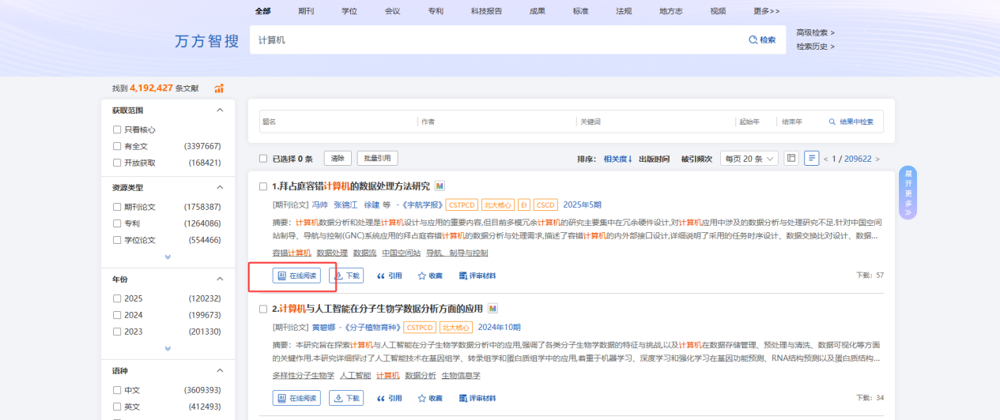 全部 期刊 学位 会议 专利 科技报告 成果 标准 法规 地方志 视频 更多>>
万方智搜 计算机 检索 高级检索 >
检索历史 >
找到 4,192,427 条文献
获取范围
只看核心
有全文 (3397667)
开放获取 (168421)
资源类型
期刊论文 (1758387)
专利 (1264086)
学位论文 (554466)
年份
2025 (120232)
2024 (199673)
2023 (201330)
语种
中文 (3609393)
英文 (412493)
题名 作者 关键词 起始年 结束年 结果中检索
已选择 0 条 清除 批量引用 排序: 相关度↓ 出版时间 被引频次 每页 20 条 < 1 / 209622 >
1.拜占庭容错计算机的数据处理方法研究 M
[期刊论文] 冯帅 张锦江 徐建 等 -《宇航学报》 CSTPCD 北大核心 EI CSCD 2025年5期
摘要：计算机数据分析和处理是计算机设计与应用的重要内容,但目前多模冗余计算机的研究主要集中在冗余硬件设计,对计算机应用中涉及的数据分析与处理研究不足.针对中国空间
站制导、导航与控制(GNC)系统应用的拜占庭容错计算机的数据分析与处理需求,描述了容错计算机的内外部接口设计,详细说明了采用的任务时序设计、数据交换比对设计、数据...
容错计算机 数据处理 数据流 中国空间站 导航、制导与控制
AI 在线阅读 下载 引用 收藏 评审材料 下载：57
2.计算机与人工智能在分子生物学数据分析方面的应用 M
[期刊论文] 黄碧娜 -《分子植物育种》 CSTPCD 北大核心 2024年10期
摘要：本研究旨在探索计算机与人工智能在分子生物学数据分析中的应用,强调了各类分子生物学数据的特征与挑战,以及计算机在数据存储管理、预处理与清洗、数据可视化等方面
的关键作用.本研究详细探讨了人工智能技术在基因组学、转录组学和蛋白质组学中的应用,着重于机器学习、深度学习和强化学习在基因功能预测、RNA结构预测以及蛋白质结构...
多样性分子生物学 人工智能 计算机 数据分析 生物信息学
AI 在线阅读 下载 引用 收藏 评审材料 下载：34
展开更多